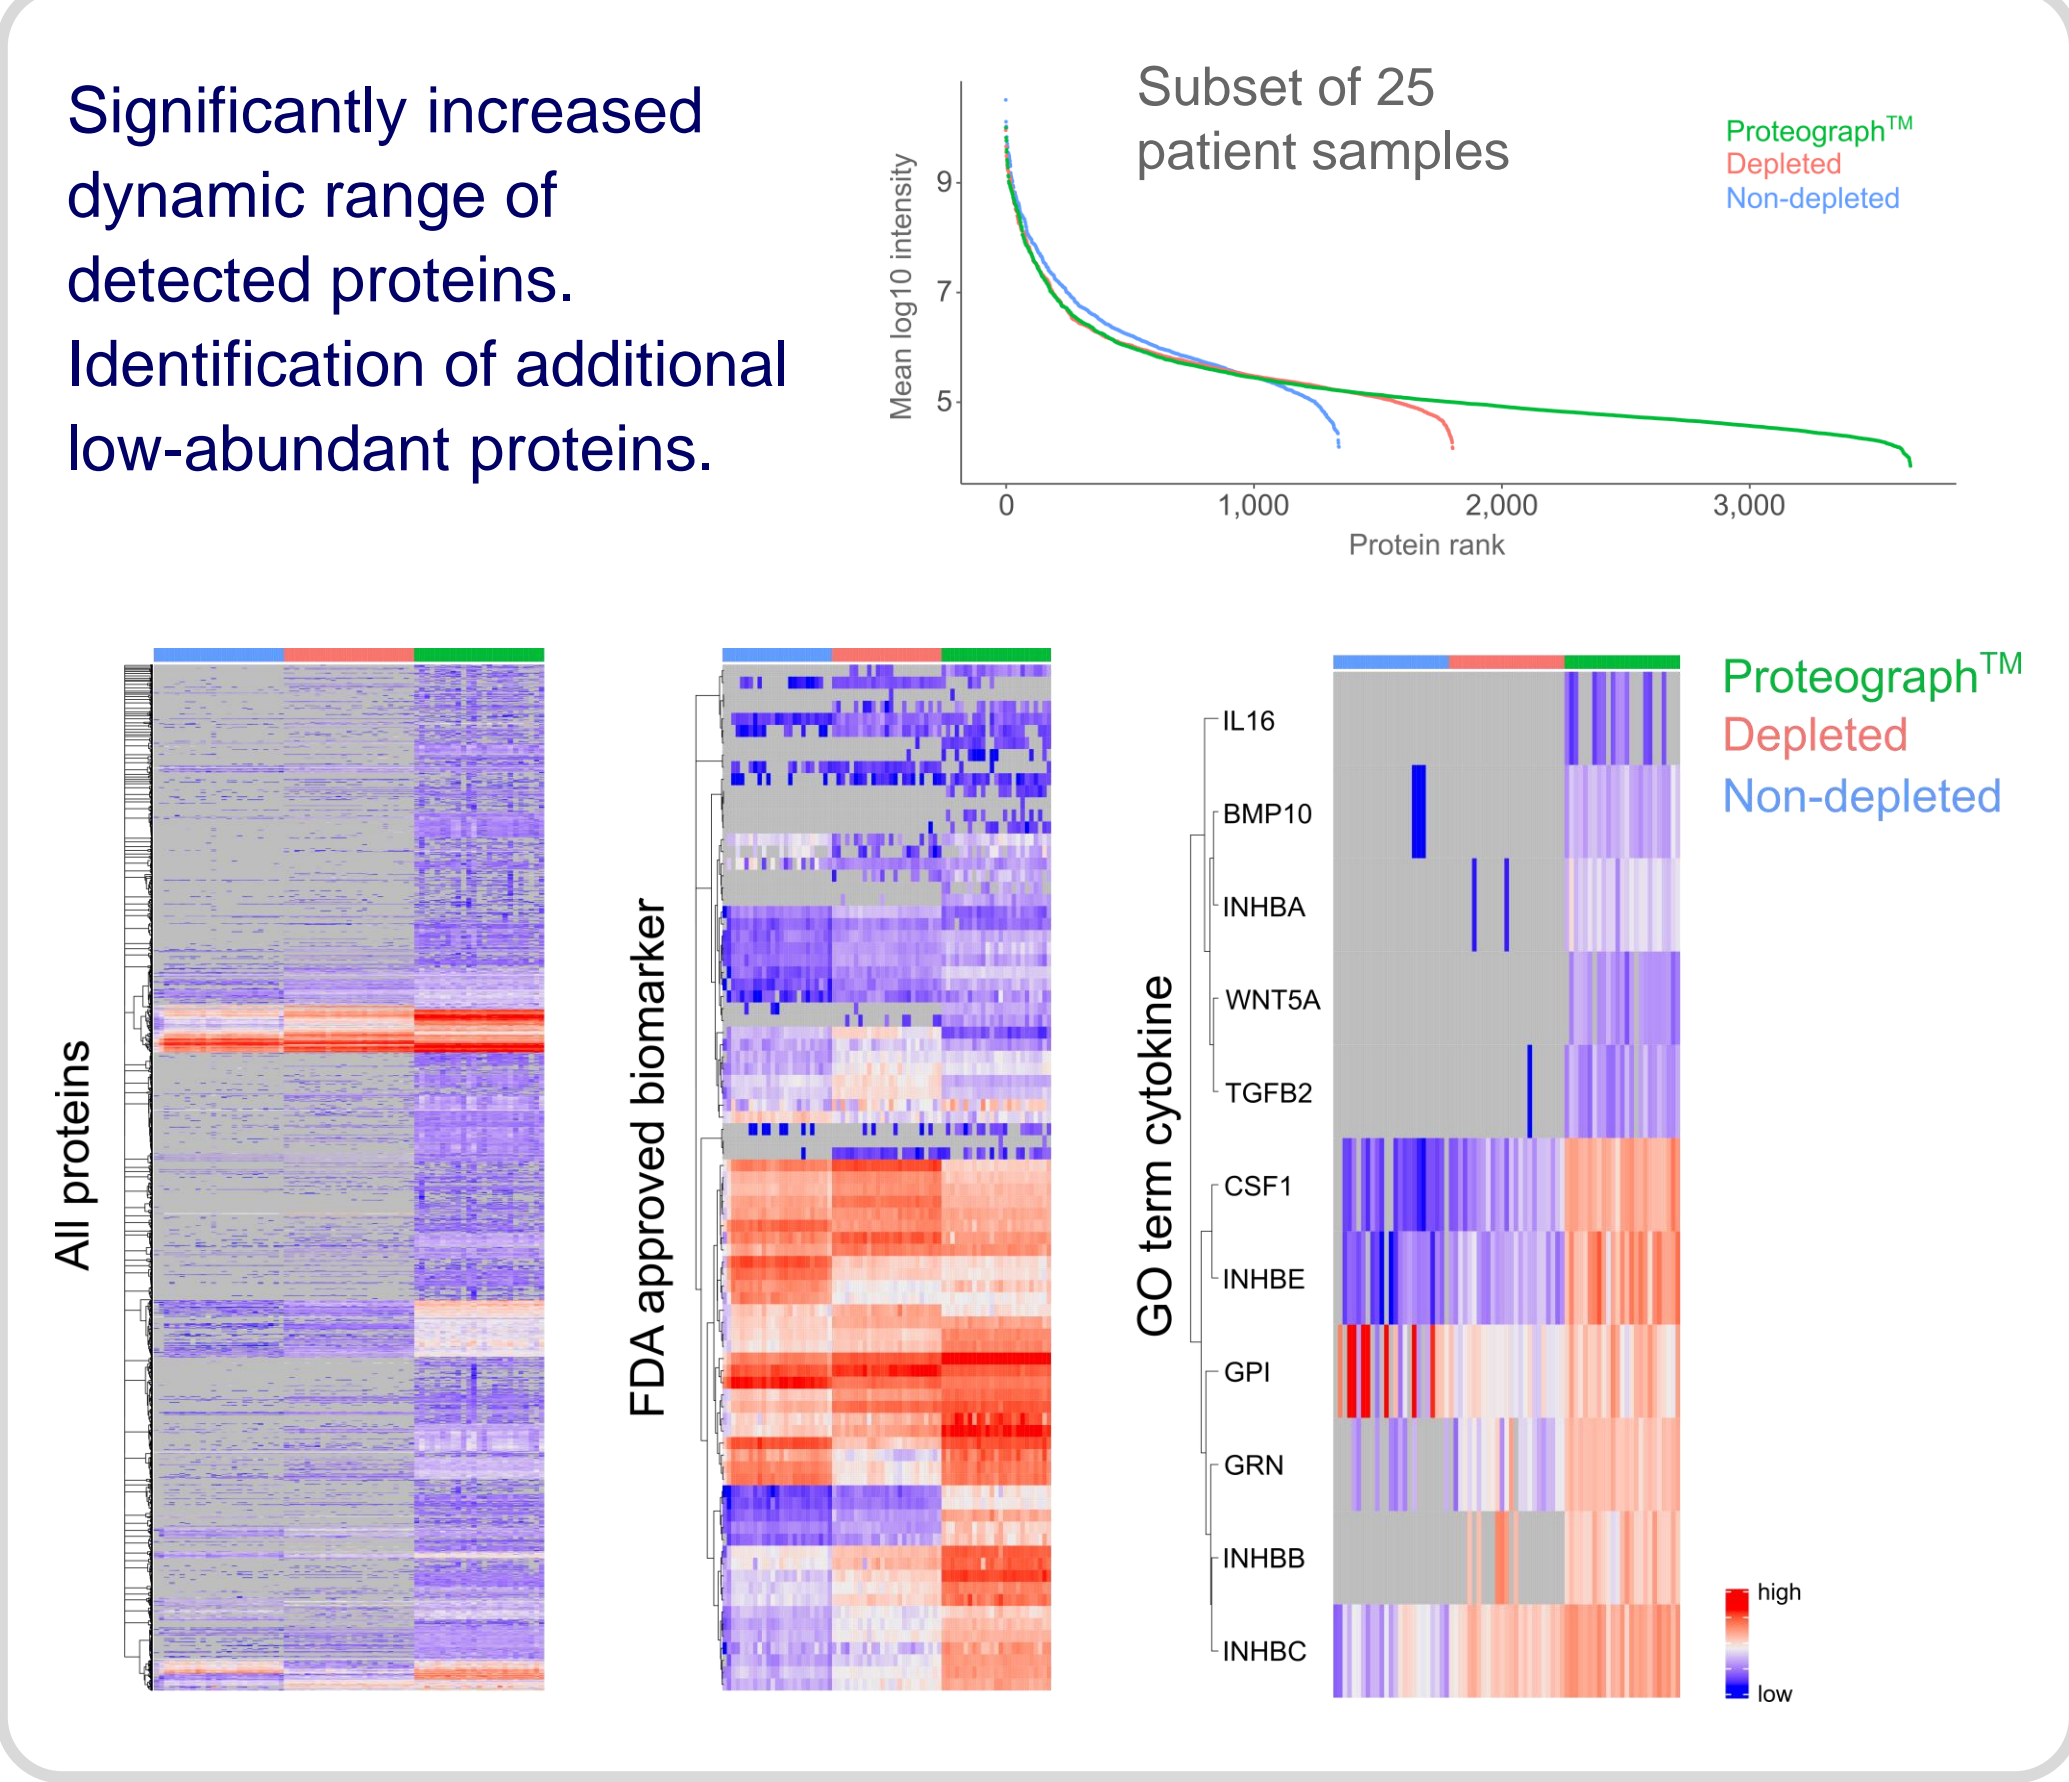 Significantly increased
dynamic range of
detected proteins.
Identification of additional
low-abundant proteins.
Subset of 25
patient samples
Proteograph™
Depleted
Non-depleted
Mean log10 intensity
9
7
5
0
1,000
2,000
3,000
Protein rank
All proteins
FDA approved biomarker
GO term cytokine
IL16
BMP10
INHBA
WNT5A
TGFB2
CSF1
INHBE
GPI
GRN
INHBB
INHBC
Proteograph™
Depleted
Non-depleted
high
low